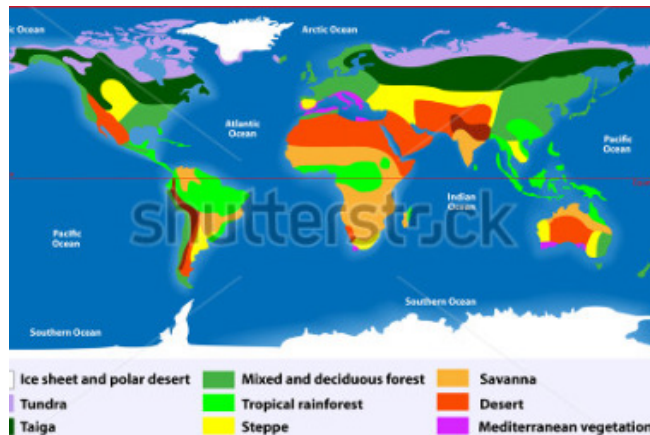 ic Ocean
Arctic Ocean
Atlantic
Ocean
Pacific
Ocean
Indian
Ocean
shutterstock
Pacific
Ocean
Southern Ocean
Southern Ocean
Ice sheet and polar desert
Mixed and deciduous forest
Savanna
Tundra
Tropical rainforest
Desert
Taiga
Steppe
Mediterranean vegetation